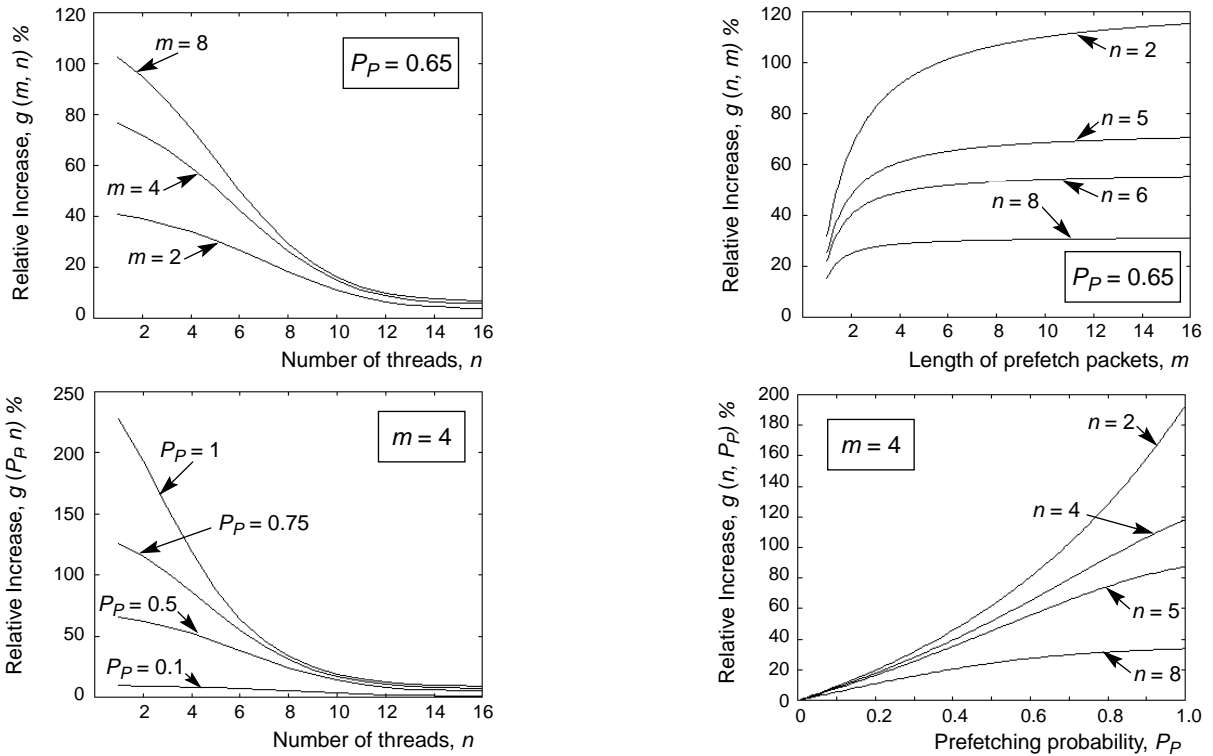 Relative Increase, g (m, n) %
120
100
80
60
40
20
0
m = 8
m = 4
m = 2
P_P = 0.65
2 4 6 8 10 12 14 16
Number of threads, n
Relative Increase, g (n, m) %
120
100
80
60
40
20
0
n = 2
n = 5
n = 6
n = 8
P_P = 0.65
2 4 6 8 10 12 14 16
Length of prefetch packets, m
Relative Increase, g (P_P n) %
250
200
150
100
50
0
P_P = 1
P_P = 0.75
P_P = 0.5
P_P = 0.1
m = 4
2 4 6 8 10 12 14 16
Number of threads, n
Relative Increase, g (n, P_P) %
200
180
160
140
120
100
80
60
40
20
0
m = 4
n = 2
n = 4
n = 5
n = 8
0 0.2 0.4 0.6 0.8 1.0
Prefetching probability, P_P